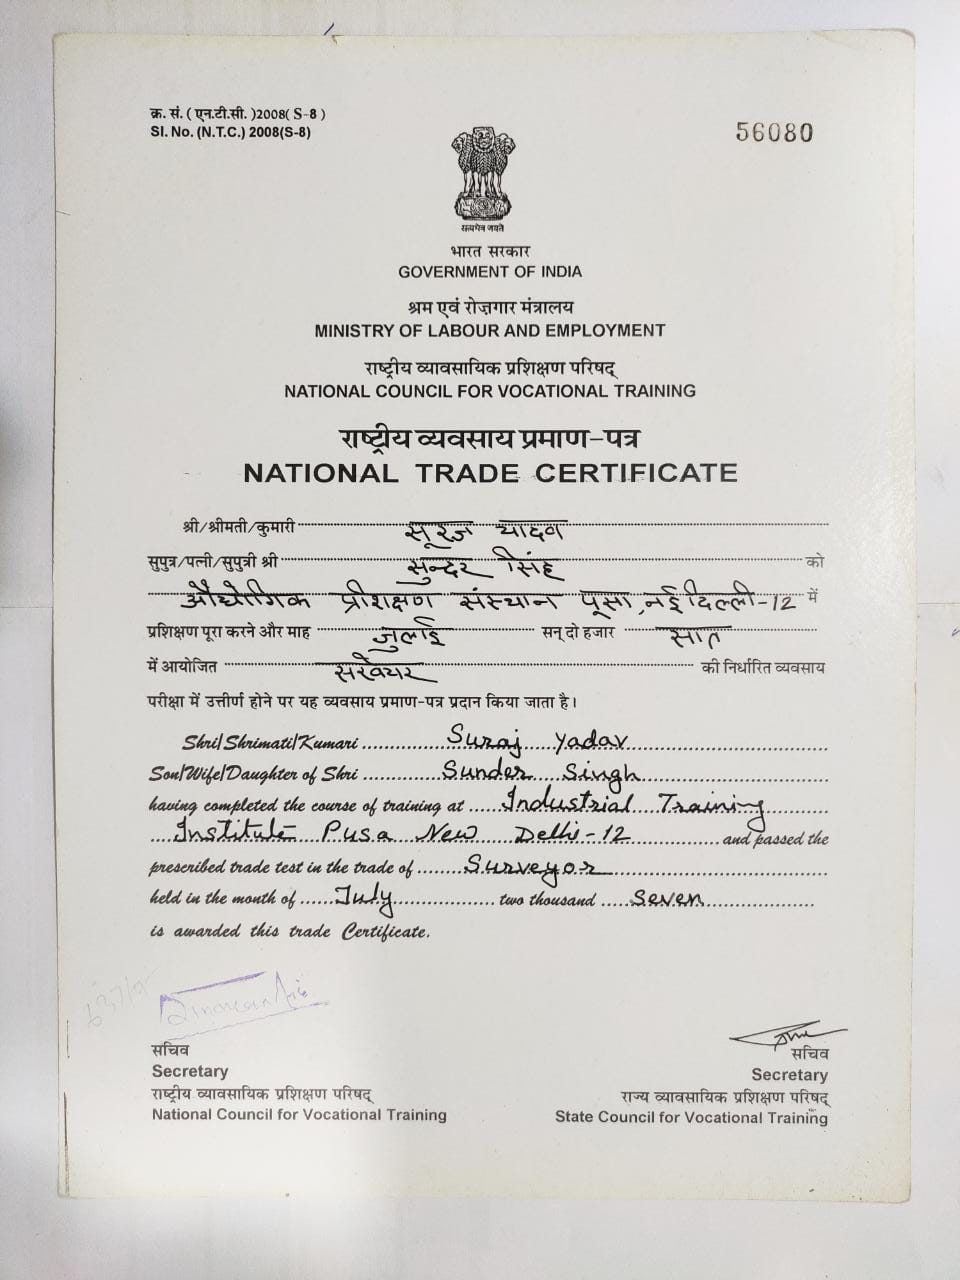 क्र. सं. ( एन.टी.सी. )2008( S-8 )
Sl. No. (N.T.C.) 2008(S-8)
56080
सत्यमेव जयते
भारत सरकार
GOVERNMENT OF INDIA
श्रम एवं रोज़गार मंत्रालय
MINISTRY OF LABOUR AND EMPLOYMENT
राष्ट्रीय व्यावसायिक प्रशिक्षण परिषद्
NATIONAL COUNCIL FOR VOCATIONAL TRAINING
राष्ट्रीय व्यवसाय प्रमाण-पत्र
NATIONAL TRADE CERTIFICATE
श्री/श्रीमती/कुमारी सूरज यादव
सुपुत्र/पत्नी/सुपुत्री श्री सुन्दर सिंह को
औद्योगिक प्रशिक्षण संस्थान पूसा, नई दिल्ली-12 में
प्रशिक्षण पूरा करने और माह जुलाई सन् दो हजार सात
में आयोजित सर्वेयर की निर्धारित व्यवसाय
परीक्षा में उत्तीर्ण होने पर यह व्यवसाय प्रमाण-पत्र प्रदान किया जाता है।
Shri/Shrimati/Kumari Suraj Yadav
Son/Wife/Daughter of Shri Sunder Singh
having completed the course of training at Industrial Training
Institute Pusa New Delhi-12 and passed the
prescribed trade test in the trade of Surveyor
held in the month of July two thousand Seven
is awarded this trade Certificate.
सचिव
Secretary
राष्ट्रीय व्यावसायिक प्रशिक्षण परिषद्
National Council for Vocational Training
सचिव
Secretary
राज्य व्यावसायिक प्रशिक्षण परिषद्
State Council for Vocational Training